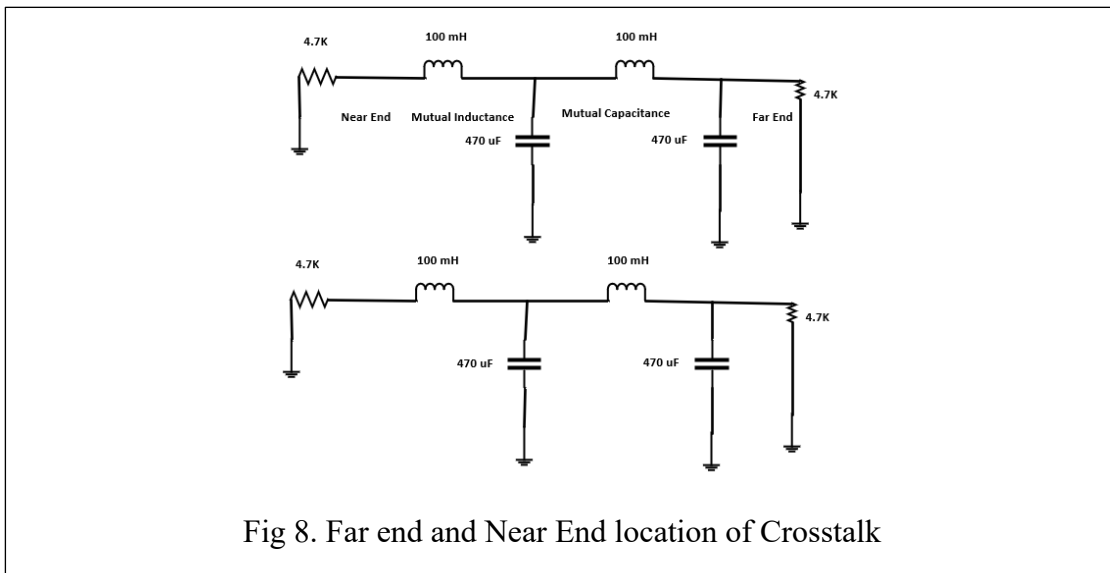 4.7K
100 mH
100 mH
4.7K
Near End
Mutual Inductance
Mutual Capacitance
Far End
470 uF
470 uF
4.7K
100 mH
100 mH
4.7K
470 uF
470 uF
Fig 8. Far end and Near End location of Crosstalk